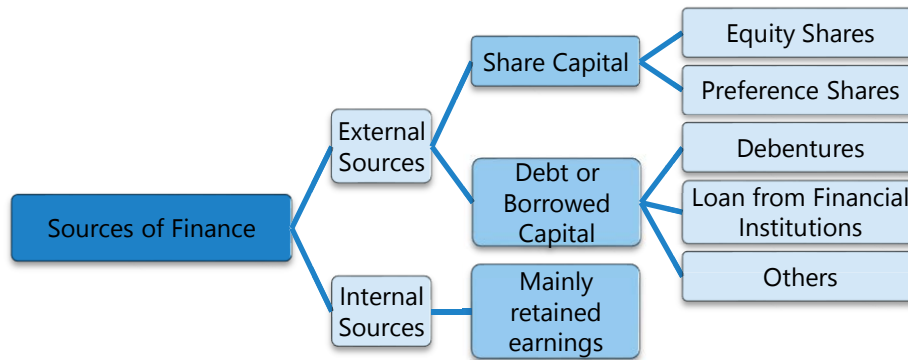 Sources of Finance
External
Sources
Share Capital
Equity Shares
Preference Shares
Debt or
Borrowed
Capital
Debentures
Loan from Financial
Institutions
Others
Internal
Sources
Mainly
retained
earnings